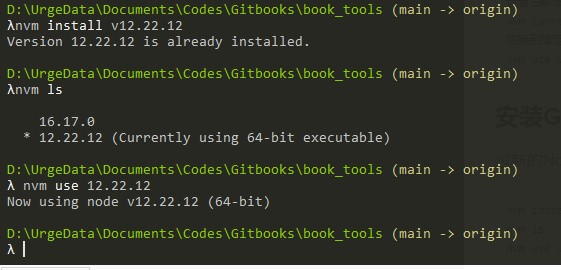 D:\UrgeData\Documents\Codes\Gitbooks\book_tools (main -> origin)
λnvm install v12.22.12
Version 12.22.12 is already installed.
D:\UrgeData\Documents\Codes\Gitbooks\book_tools (main -> origin)
λnvm ls
16.17.0
* 12.22.12 (Currently using 64-bit executable)
D:\UrgeData\Documents\Codes\Gitbooks\book_tools (main -> origin)
λ nvm use 12.22.12
Now using node v12.22.12 (64-bit)
D:\UrgeData\Documents\Codes\Gitbooks\book_tools (main -> origin)
λ
安装G